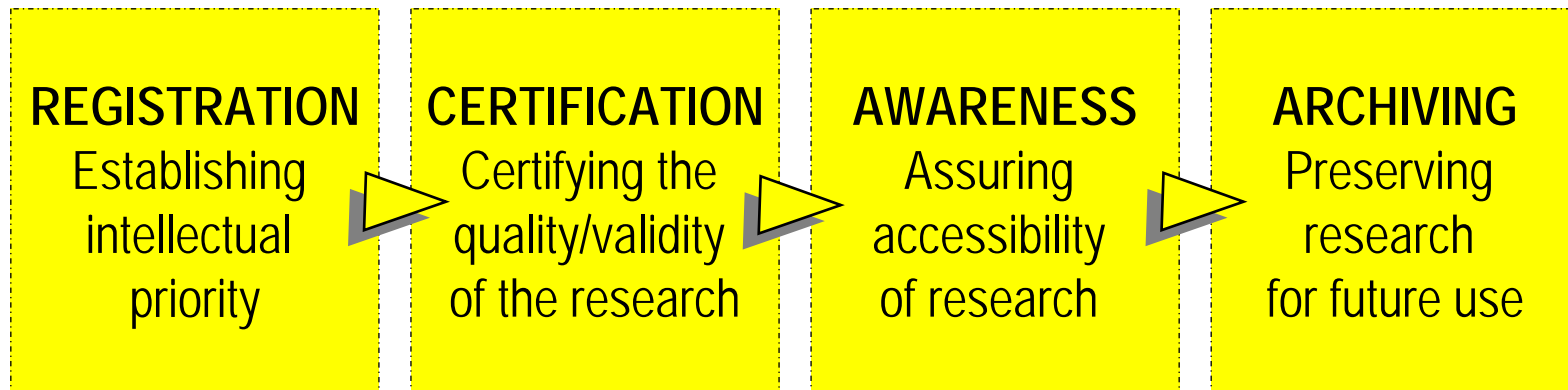 REGISTRATION
Establishing
intellectual
priority
CERTIFICATION
Certifying the
quality/validity
of the research
AWARENESS
Assuring
accessibility
of research
ARCHIVING
Preserving
research
for future use